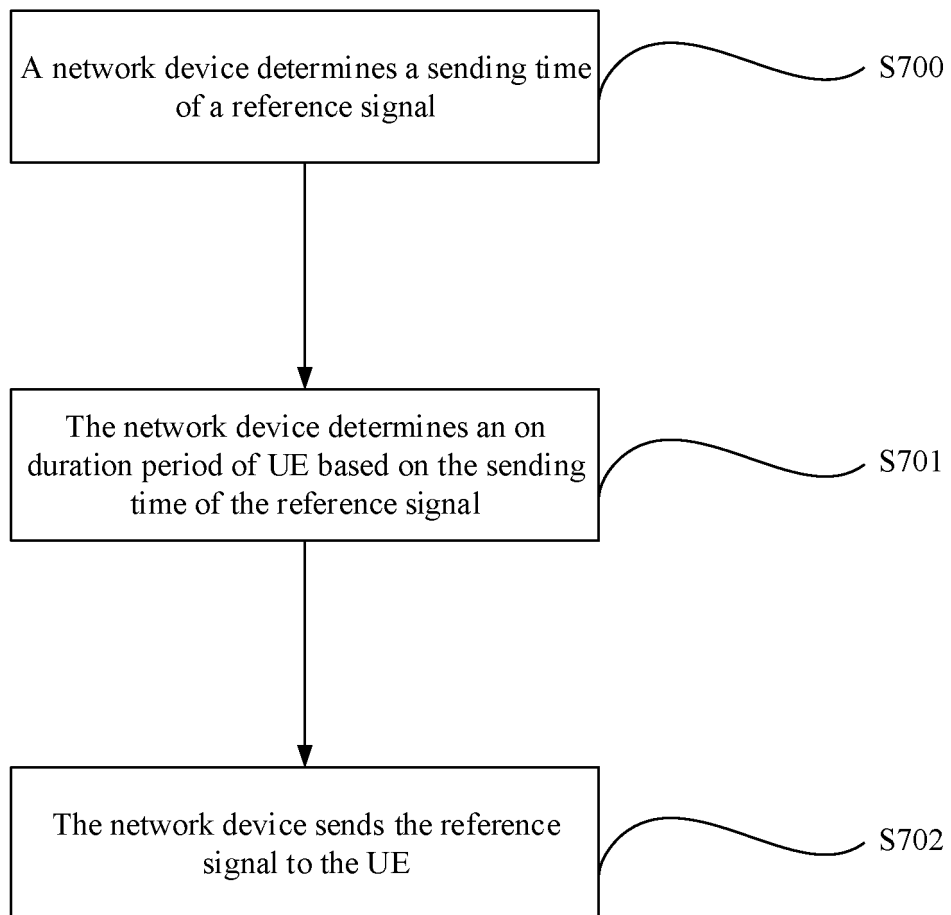 A network device determines a sending time
of a reference signal
S700
The network device determines an on
duration period of UE based on the sending
time of the reference signal
S701
The network device sends the reference
signal to the UE
S702